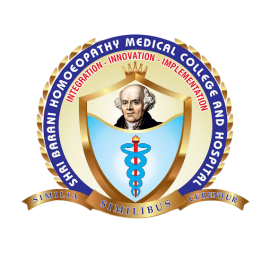 SHRI BARANI HOMOEOPATHY MEDICAL COLLEGE AND HOSPITAL
INTEGRATION - INNOVATION - IMPLEMENTATION
SIMILIA SIMILIBUS CURENTUR